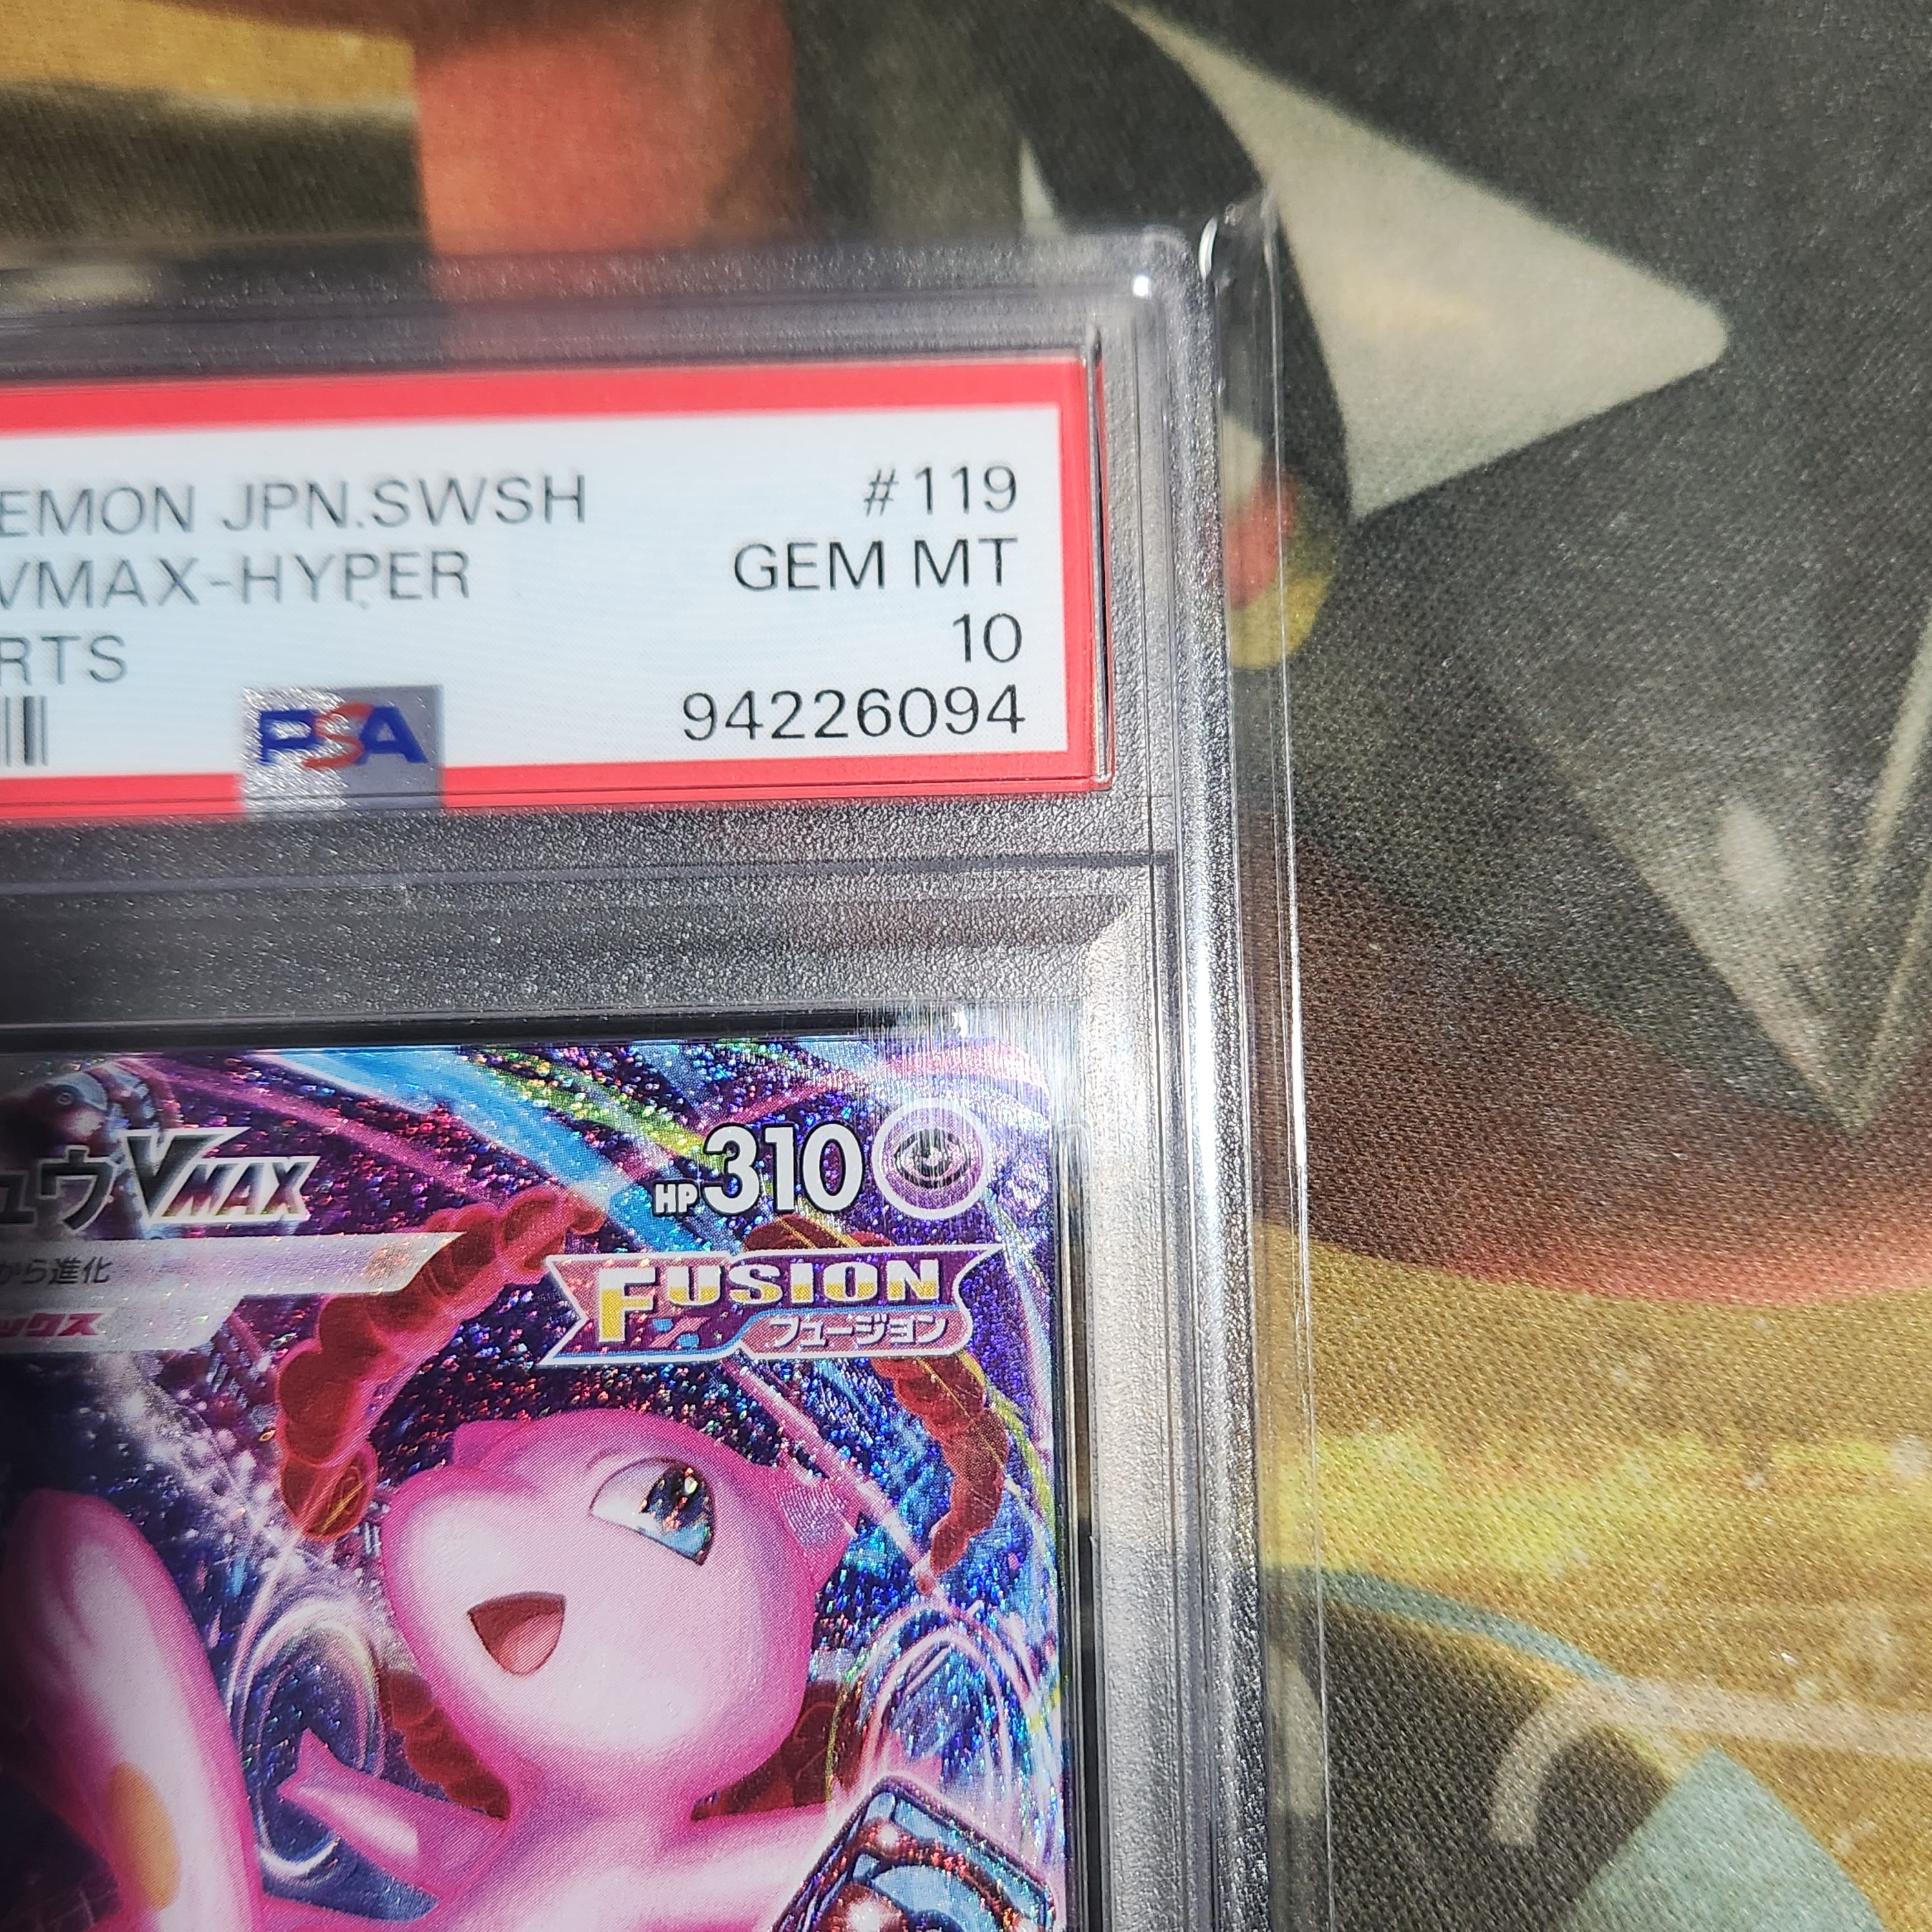 EMON JPN.SWSH #119
VMAX-HYPER GEM MT
RTS 10
PSA 94226094
ュウVMAX HP310
から進化
ックス
FUSION
フュージョン